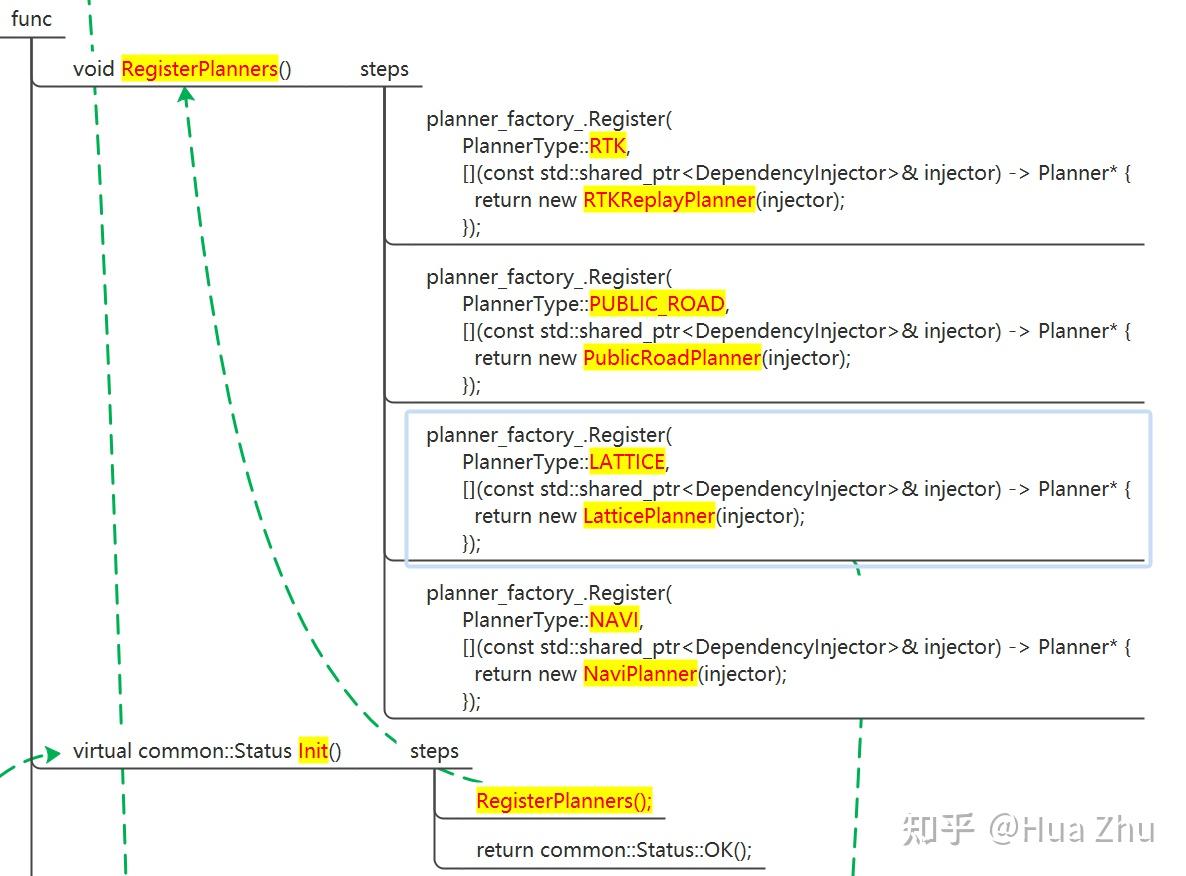 func
void RegisterPlanners() steps
planner_factory_.Register(
PlannerType::RTK,
[](const std::shared_ptr<DependencyInjector>& injector) -> Planner* {
return new RTKReplayPlanner(injector);
});
planner_factory_.Register(
PlannerType::PUBLIC_ROAD,
[](const std::shared_ptr<DependencyInjector>& injector) -> Planner* {
return new PublicRoadPlanner(injector);
});
planner_factory_.Register(
PlannerType::LATTICE,
[](const std::shared_ptr<DependencyInjector>& injector) -> Planner* {
return new LatticePlanner(injector);
});
planner_factory_.Register(
PlannerType::NAVI,
[](const std::shared_ptr<DependencyInjector>& injector) -> Planner* {
return new NaviPlanner(injector);
});
virtual common::Status Init() steps
RegisterPlanners();
return common::Status::OK();
知乎 @Hua Zhu